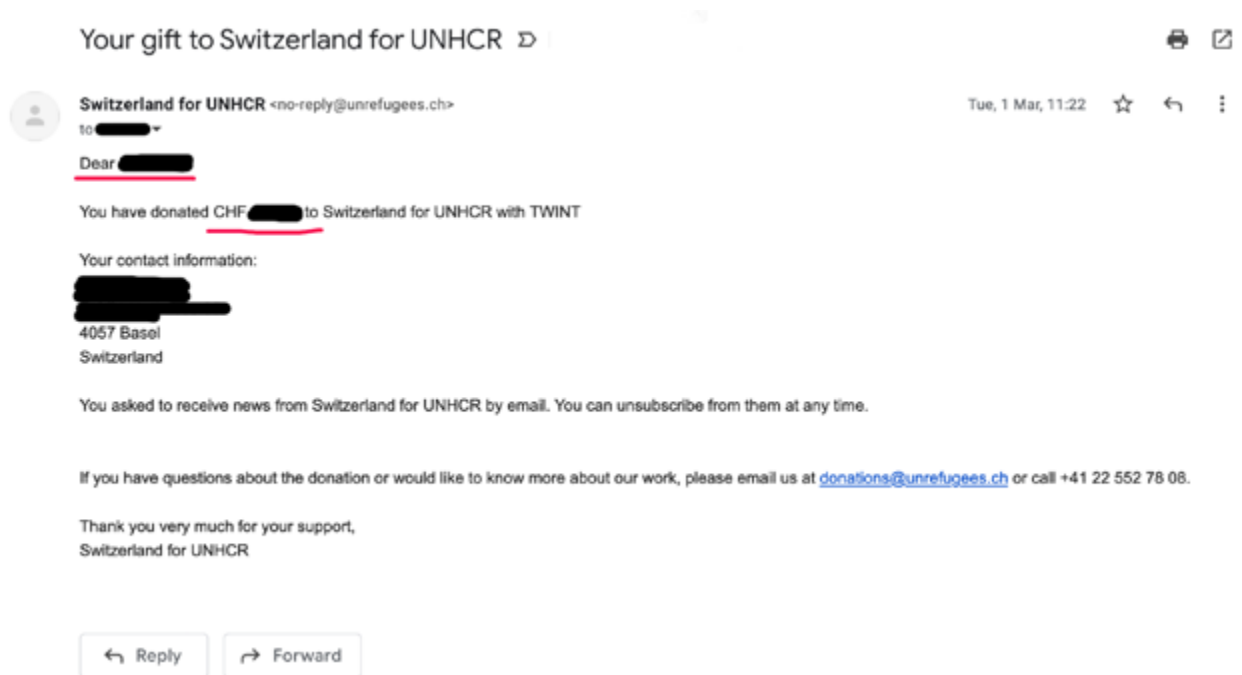 Your gift to Switzerland for UNHCR
Switzerland for UNHCR <no-reply@unrefugees.ch>
Tue, 1 Mar, 11:22
to
Dear
You have donated CHF to Switzerland for UNHCR with TWINT
Your contact information:
4057 Basel
Switzerland
You asked to receive news from Switzerland for UNHCR by email. You can unsubscribe from them at any time.
If you have questions about the donation or would like to know more about our work, please email us at donations@unrefugees.ch or call +41 22 552 78 08.
Thank you very much for your support,
Switzerland for UNHCR
Reply
Forward